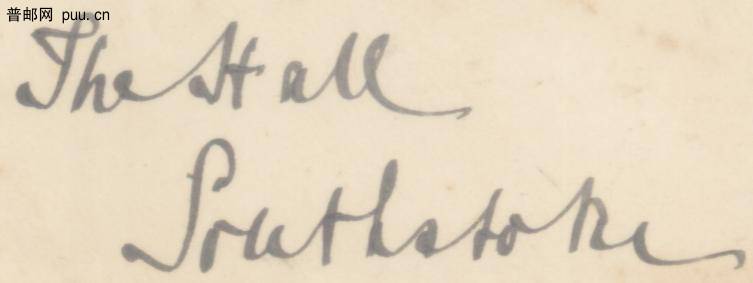 普邮网 puu.cn
The Hall
Southstoke